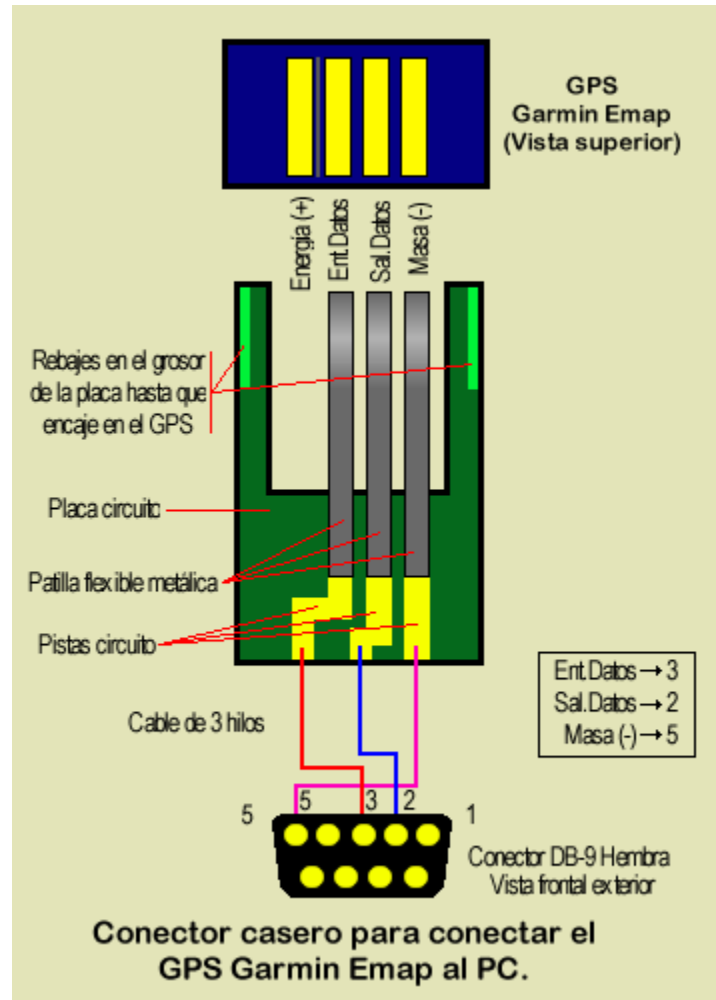 GPS
Garmin Emap
(Vista superior)
Energia (+)
Ent.Datos
Sal.Datos
Masa (-)
Rebajes en el grosor
de la placa hasta que
encaje en el GPS
Placa circuito
Patilla flexible metálica
Pistas circuito
Ent.Datos → 3
Sal.Datos → 2
Masa (-) → 5
Cable de 3 hilos
5 5 3 2 1
Conector DB-9 Hembra
Vista frontal exterior
Conector casero para conectar el
GPS Garmin Emap al PC.